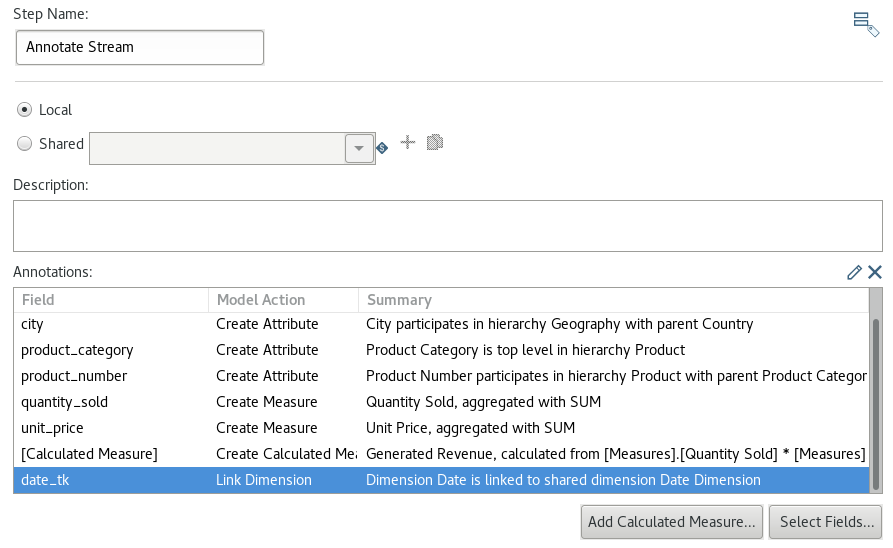 Step Name:
Annotate Stream
Local
Shared
Description:
Annotations:
Field Model Action Summary
city Create Attribute City participates in hierarchy Geography with parent Country
product_category Create Attribute Product Category is top level in hierarchy Product
product_number Create Attribute Product Number participates in hierarchy Product with parent Product Categor
quantity_sold Create Measure Quantity Sold, aggregated with SUM
unit_price Create Measure Unit Price, aggregated with SUM
[Calculated Measure] Create Calculated Mea Generated Revenue, calculated from [Measures].[Quantity Sold] * [Measures]
date_tk Link Dimension Dimension Date is linked to shared dimension Date Dimension
Add Calculated Measure... Select Fields...